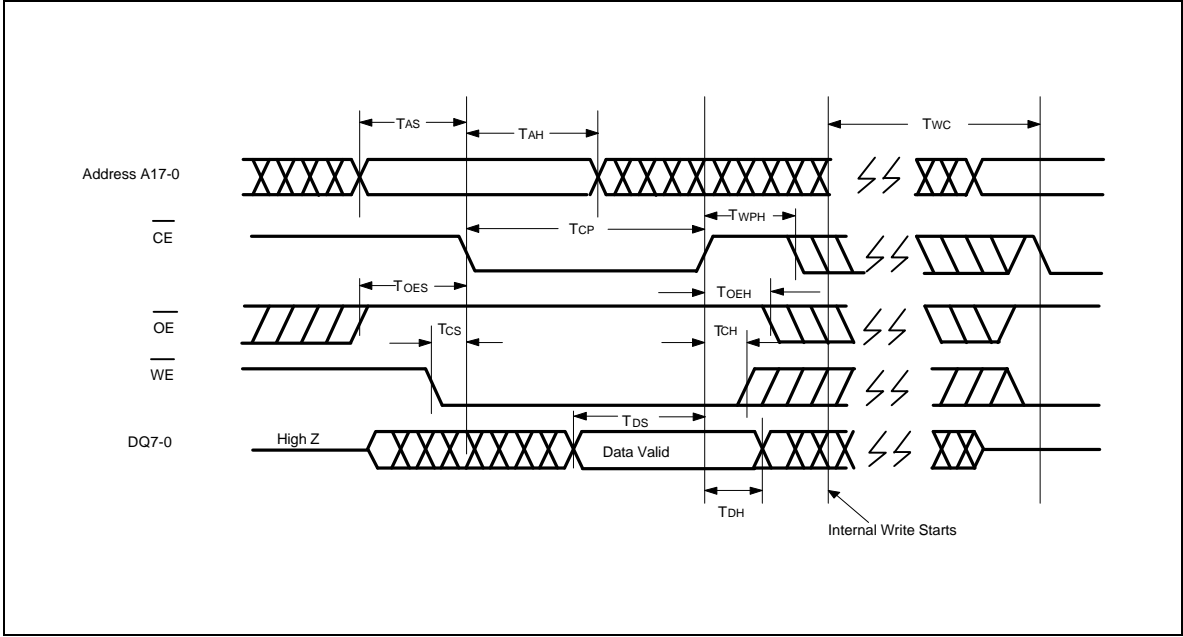 TAS
TAH
TWC
Address A17-0
TWPH
CE
TCP
TOES
TOEH
OE
TCS
TCH
WE
TDS
DQ7-0
High Z
Data Valid
TDH
Internal Write Starts